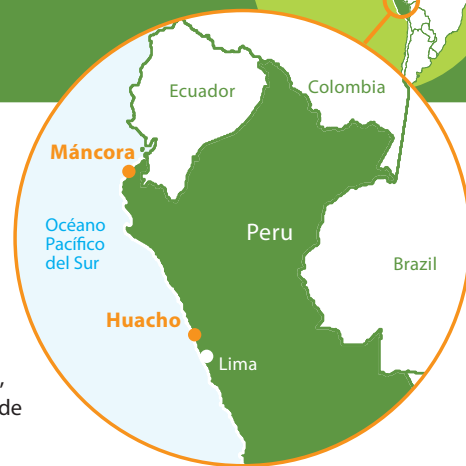 Ecuador
Colombia
Máncora
Océano
Pacífico
del Sur
Peru
Brazil
Huacho
Lima
,
de